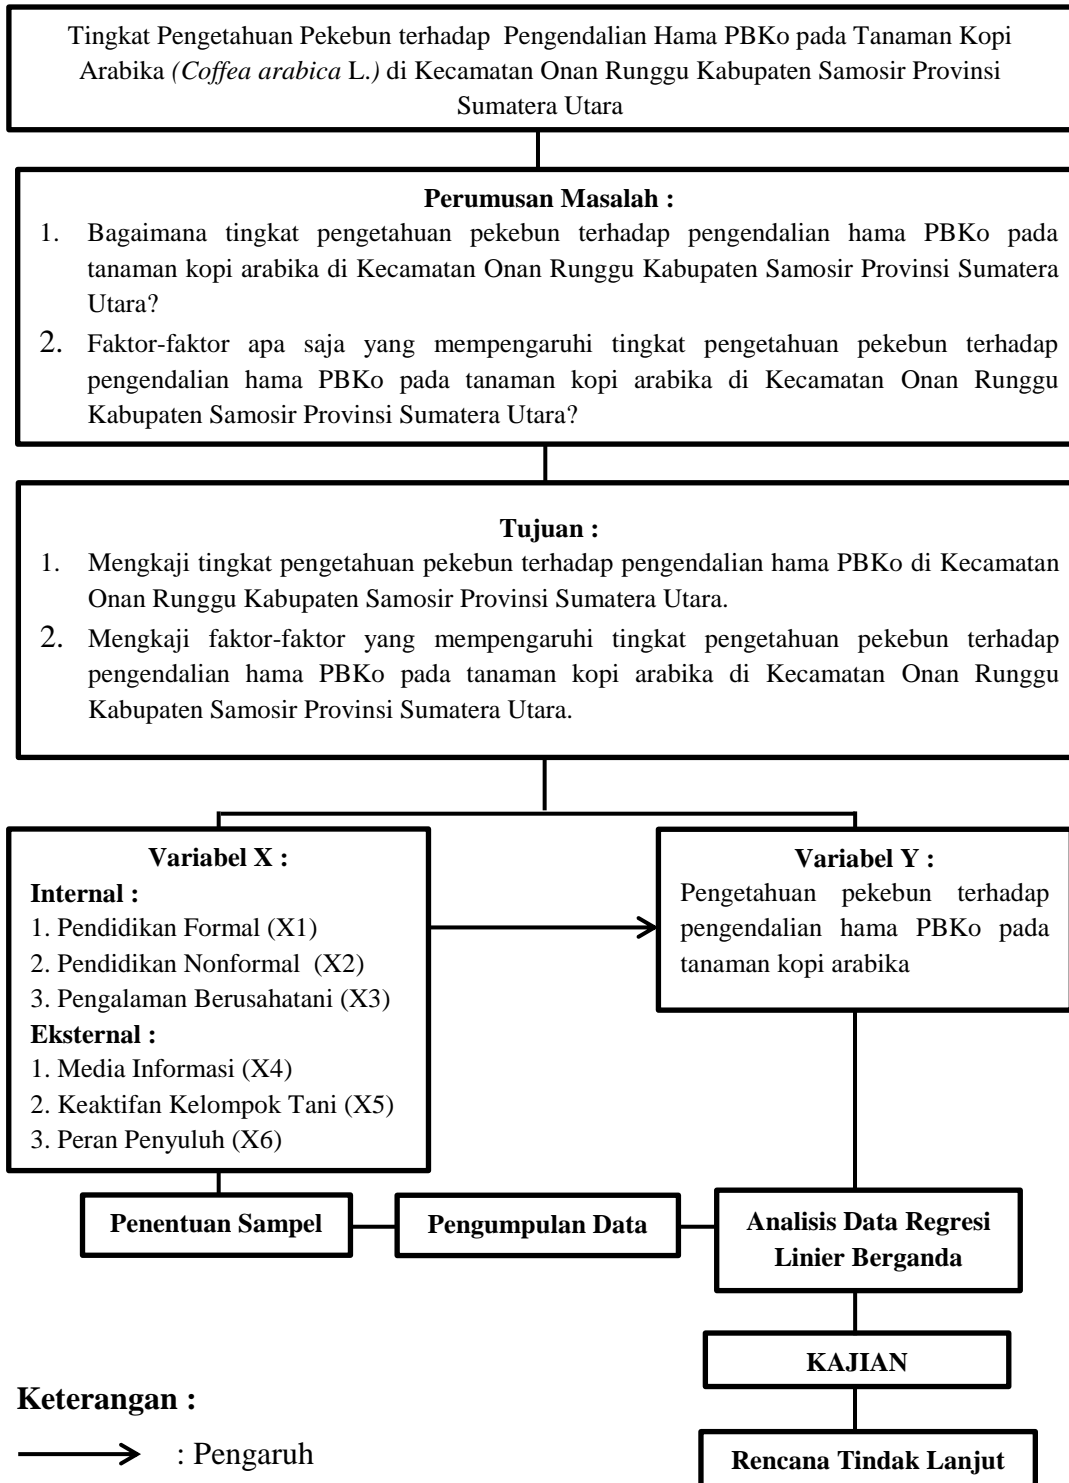 Tingkat Pengetahuan Pekebun terhadap Pengendalian Hama PBKo pada Tanaman Kopi
Arabika (Coffea arabica L.) di Kecamatan Onan Runggu Kabupaten Samosir Provinsi
Sumatera Utara
Perumusan Masalah :
1. Bagaimana tingkat pengetahuan pekebun terhadap pengendalian hama PBKo pada
tanaman kopi arabika di Kecamatan Onan Runggu Kabupaten Samosir Provinsi Sumatera
Utara?
2. Faktor-faktor apa saja yang mempengaruhi tingkat pengetahuan pekebun terhadap
pengendalian hama PBKo pada tanaman kopi arabika di Kecamatan Onan Runggu
Kabupaten Samosir Provinsi Sumatera Utara?
Tujuan :
1. Mengkaji tingkat pengetahuan pekebun terhadap pengendalian hama PBKo di Kecamatan
Onan Runggu Kabupaten Samosir Provinsi Sumatera Utara.
2. Mengkaji faktor-faktor yang mempengaruhi tingkat pengetahuan pekebun terhadap
pengendalian hama PBKo pada tanaman kopi arabika di Kecamatan Onan Runggu
Kabupaten Samosir Provinsi Sumatera Utara.
Variabel X :
Internal :
1. Pendidikan Formal (X1)
2. Pendidikan Nonformal (X2)
3. Pengalaman Berusahatani (X3)
Eksternal :
1. Media Informasi (X4)
2. Keaktifan Kelompok Tani (X5)
3. Peran Penyuluh (X6)
Variabel Y :
Pengetahuan pekebun terhadap
pengendalian hama PBKo pada
tanaman kopi arabika
Penentuan Sampel
Pengumpulan Data
Analisis Data Regresi
Linier Berganda
KAJIAN
Rencana Tindak Lanjut
Keterangan :
: Pengaruh